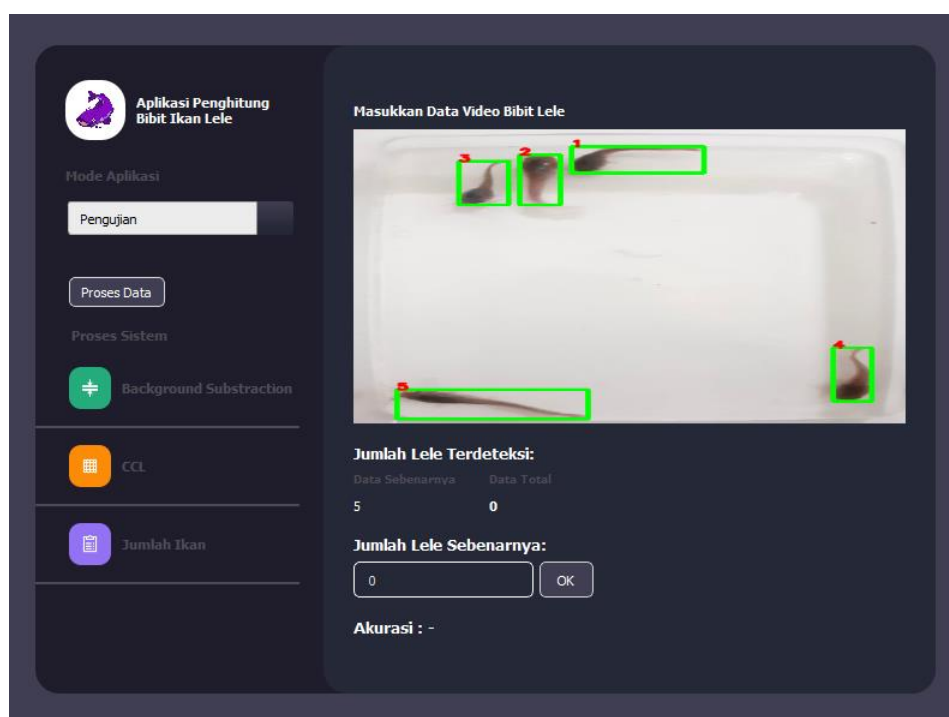 Aplikasi Penghitung
Bibit Ikan Lele
Mode Aplikasi
Pengujian
Proses Data
Proses Sistem
Background Substraction
CCL
Jumlah Ikan
Masukkan Data Video Bibit Lele
3
2
1
4
5
Jumlah Lele Terdeteksi:
Data Sebenarnya Data Total
5 0
Jumlah Lele Sebenarnya:
0 OK
Akurasi : -